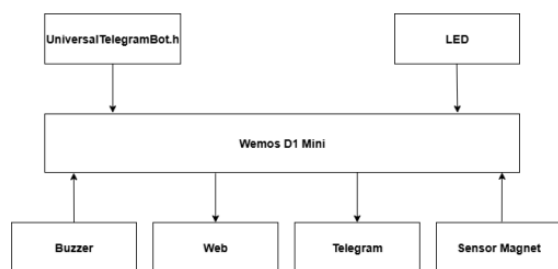 UniversalTelegramBot.h
LED
Wemos D1 Mini
Buzzer
Web
Telegram
Sensor Magnet